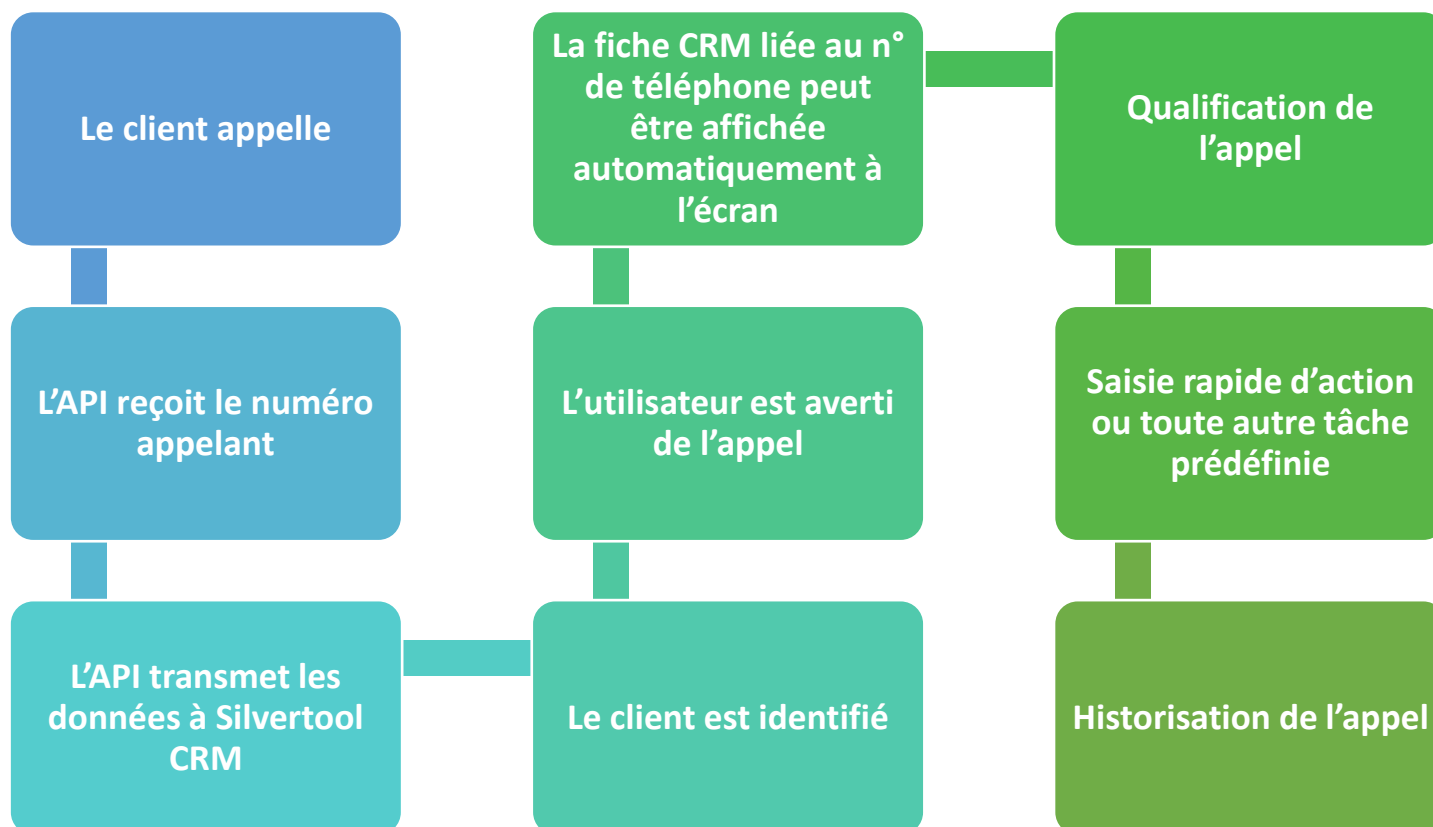 Le client appelle
L’API reçoit le numéro
appelant
L’API transmet les
données à Silvertool
CRM
Le client est identifié
L’utilisateur est averti
de l’appel
La fiche CRM liée au n°
de téléphone peut
être affichée
automatiquement à
l’écran
Qualification de
l’appel
Saisie rapide d’action
ou toute autre tâche
prédéfinie
Historisation de l’appel